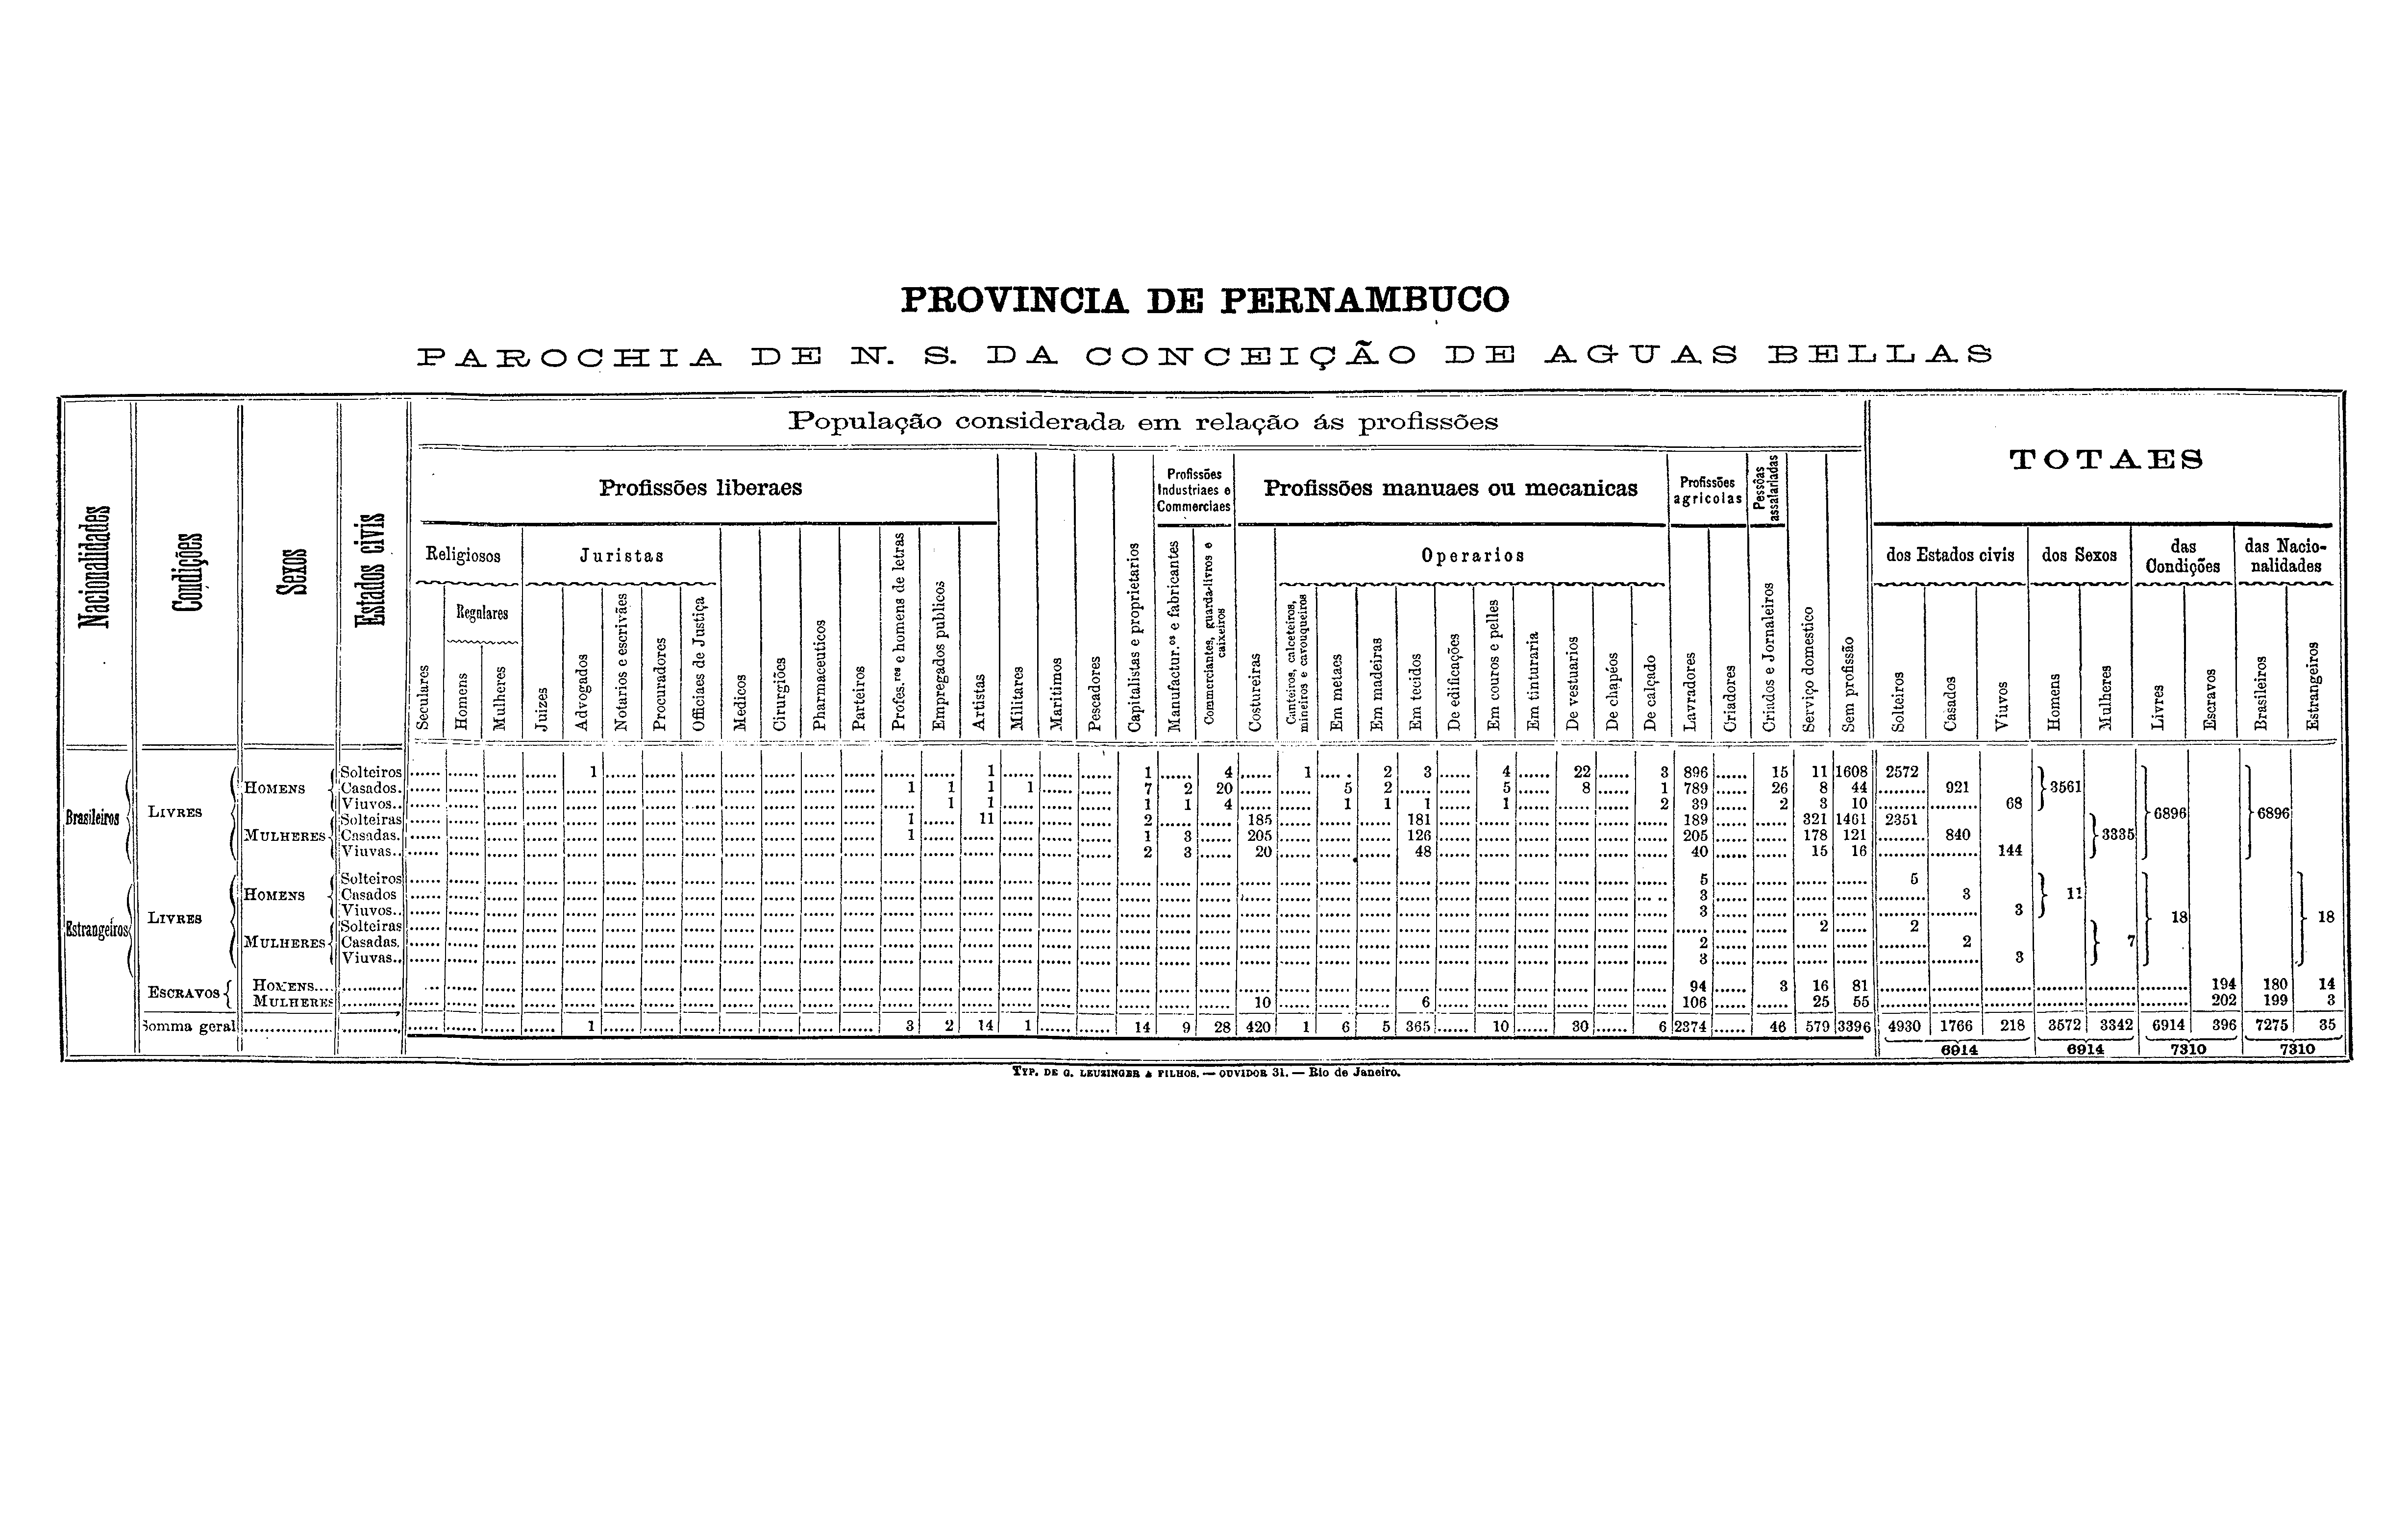 PROVINCIA DE PERNAMBUCO
PAROCHIA DE N. S. DA CONCEIÇÃO DE AGUAS BELLAS
Nacionalidades
Condições
Sexos
Estados civis
População considerada em relação ás profissões
TOTAES
Profissões liberaes
Profissões Industriaes e Commerciaes
Profissões manuaes ou mecanicas
Profissões agricolas
Pessôas assalariadas
Religiosos
Juristas
Operarios
dos Estados civis
dos Sexos
das Condições
das Nacionalidades
Regulares
Seculares
Homens
Mulheres
Juizes
Advogados
Notarios e escrivães
Procuradores
Officiaes de Justiça
Medicos
Cirurgiões
Pharmaceuticos
Parteiros
Profes.res e homens de letras
Empregados publicos
Artistas
Militares
Maritimos
Pescadores
Capitalistas e proprietarios
Manufactur.os e fabricantes
Commerciantes, guarda-livros e caixeiros
Costureiras
Canteiros, calceteiros, mineiros e cavouqueiros
Em metaes
Em madeiras
Em tecidos
De edificações
Em couros e pelles
Em tinturaria
De vestuarios
De chapéos
De calçado
Lavradores
Criadores
Criados e Jornaleiros
Serviço domestico
Sem profissão
Solteiros
Casados
Viuvos
Homens
Mulheres
Livres
Escravos
Brasileiros
Estrangeiros
Brasileiros LIVRES HOMENS Solteiros 1 1 1 4 1 2 3 4 22 3 896 15 11 1608 2572
Casados. 1 1 1 1 7 2 20 5 2 5 8 1 789 26 8 44 921 3561
Viuvos.. 1 1 1 1 4 1 1 1 1 2 39 2 3 10 68
MULHERES Solteiras 1 11 2 185 181 189 321 1461 2351 6896 6896
Casadas. 1 1 3 205 126 205 178 121 840 3335
Viuvas.. 2 3 20 48 40 15 16 144
Estrangeiros LIVRES HOMENS Solteiros 5 5
Casados 3 3 11
Viuvos.. 3 3
MULHERES Solteiras 2 2 18 18
Casadas. 2 2 7
Viuvas.. 3 3
ESCRAVOS HOMENS... 94 3 16 81 194 180 14
MULHERES 10 6 106 25 55 202 199 3
Somma geral 1 3 2 14 1 14 9 28 420 1 6 5 365 10 30 6 2374 46 579 3396 4930 1766 218 3572 3342 6914 396 7275 35
6914 6914 7310 7310
TYP. DE G. LEUZINGER & FILHOS. — OUVIDOR 31. — Rio de Janeiro.